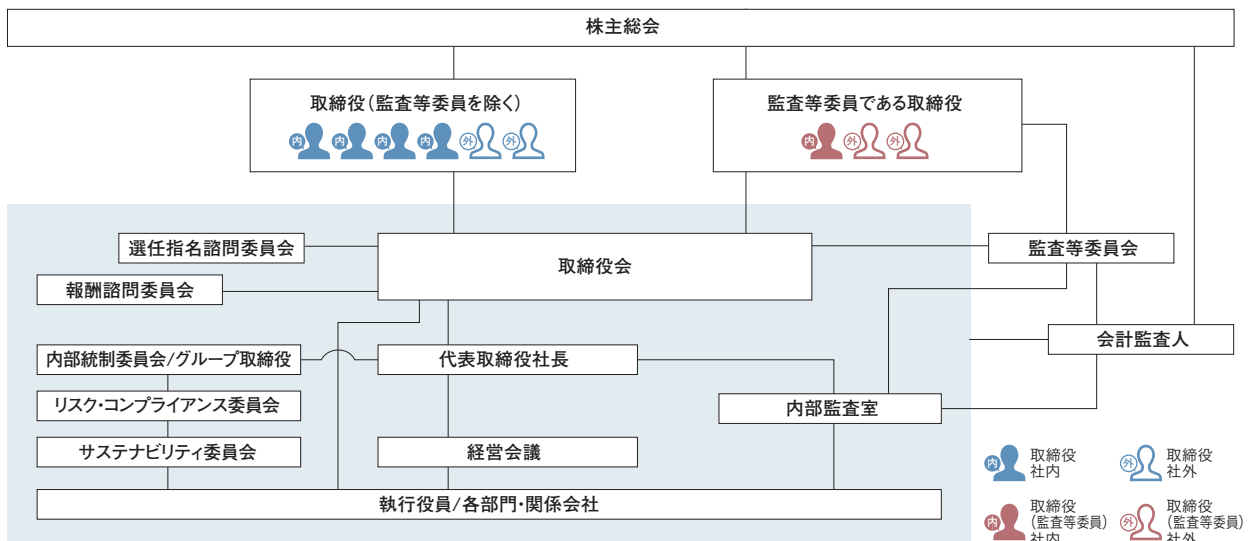 株主総会
取締役（監査等委員を除く）
内 内 内 内 外 外
監査等委員である取締役
内 外 外
選任指名諮問委員会
取締役会
監査等委員会
報酬諮問委員会
会計監査人
内部統制委員会/グループ取締役
代表取締役社長
リスク・コンプライアンス委員会
内部監査室
サステナビリティ委員会
経営会議
執行役員/各部門・関係会社
内 取締役
社内
外 取締役
社外
内 取締役
（監査等委員）
社内
外 取締役
（監査等委員）
社外